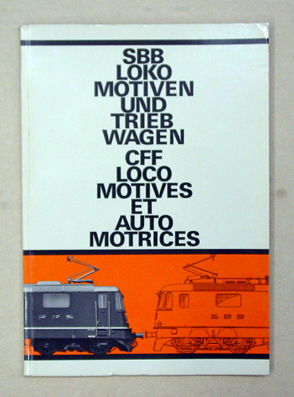 SBB
LOKO
MOTIVEN
UND
TRIEB
WAGEN
CFF
LOCO
MOTIVES
ET
AUTO
MOTRICES
SBB